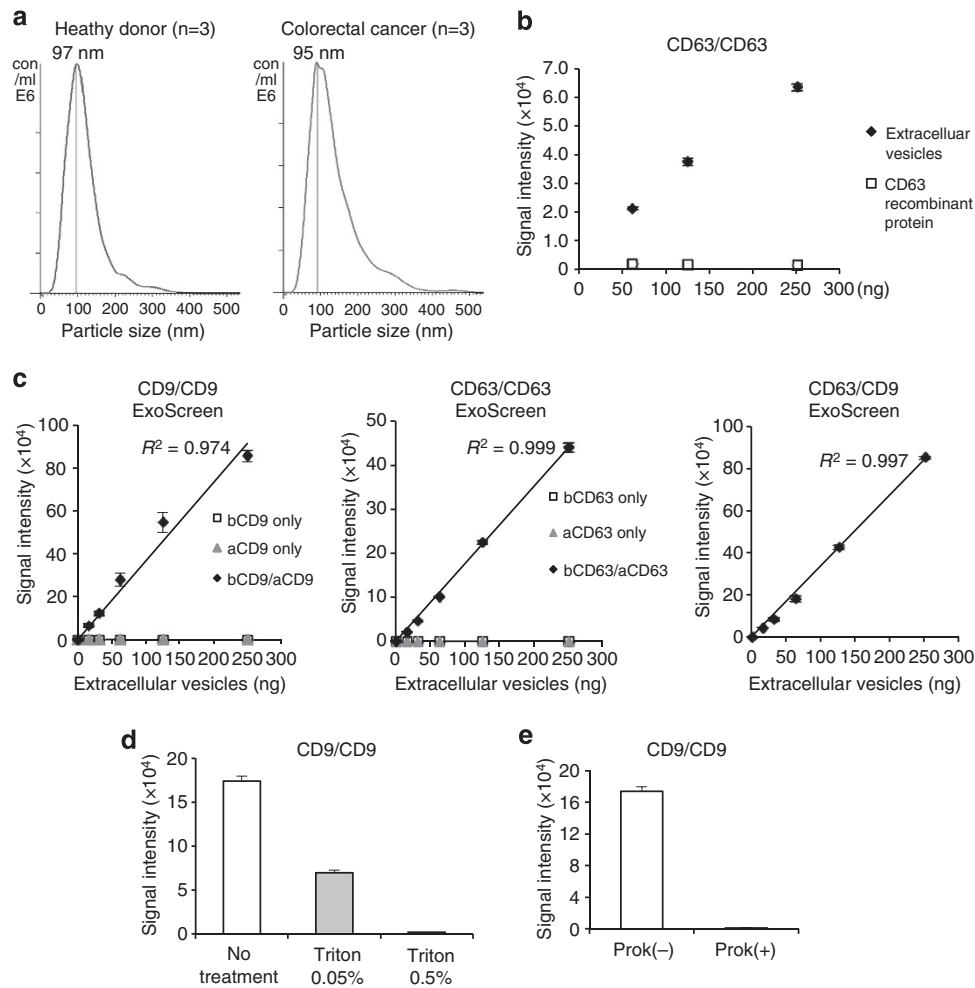 a
Heathy donor (n=3)
97 nm
con
/ml
E6
0 100 200 300 400 500
Particle size (nm)
Colorectal cancer (n=3)
95 nm
con
/ml
E6
0 100 200 300 400 500
Particle size (nm)
b
CD63/CD63
Signal intensity (×10⁴)
7.0
6.0
5.0
4.0
3.0
2.0
1.0
0
0 50 100 150 200 250 300 (ng)
Extracelluar
vesicles
CD63
recombinant
protein
c
CD9/CD9
ExoScreen
Signal intensity (×10⁴)
100
80
60
40
20
0
R² = 0.974
bCD9 only
aCD9 only
bCD9/aCD9
0 50 100 150 200 250 300
Extracellular vesicles (ng)
CD63/CD63
ExoScreen
Signal intensity (×10⁴)
50
40
30
20
10
0
R² = 0.999
bCD63 only
aCD63 only
bCD63/aCD63
0 50 100 150 200 250 300
Extracellular vesicles (ng)
CD63/CD9
ExoScreen
Signal intensity (×10⁴)
100
80
60
40
20
0
R² = 0.997
0 50 100 150 200 250 300
Extracellular vesicles (ng)
d
CD9/CD9
Signal intensity (×10⁴)
20
15
10
5
0
No
treatment
Triton
0.05%
Triton
0.5%
e
CD9/CD9
Signal intensity (×10⁴)
20
16
12
8
4
0
Prok(–)
Prok(+)